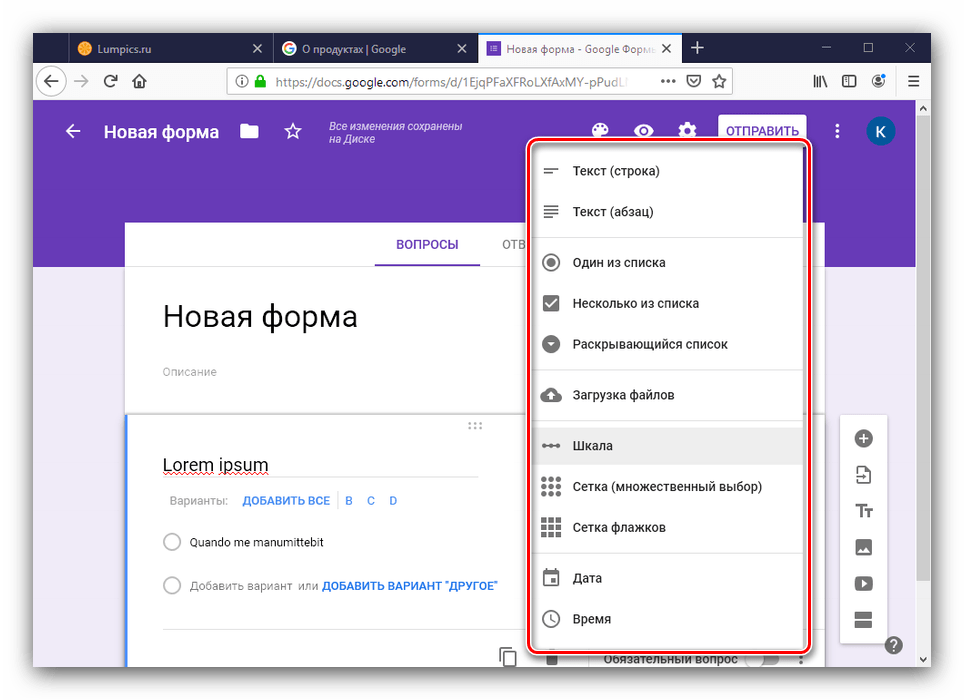 Lumpics.ru
О продуктах | Google
Новая форма - Google Формы
https://docs.google.com/forms/d/1EjqPFaXFRoLXfAxMY-pPudL
Новая форма
Все изменения сохранены
на Диске
ОТПРАВИТЬ
K
ВОПРОСЫ
ОТВ
Новая форма
Описание
Lorem ipsum
Варианты: ДОБАВИТЬ ВСЕ B C D
Quando me manumittebit
Добавить вариант или ДОБАВИТЬ ВАРИАНТ "ДРУГОЕ"
Текст (строка)
Текст (абзац)
Один из списка
Несколько из списка
Раскрывающийся список
Загрузка файлов
Шкала
Сетка (множественный выбор)
Сетка флажков
Дата
Время
Обязательный вопрос
Тт